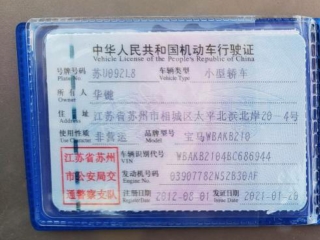 中华人民共和国机动车行驶证
Vehicle License of the People's Republic of China
号牌号码 苏U09ZL8 车辆类型 小型轿车
Plate No. Vehicle Type
所有人 华键
Owner
住址 江苏省苏州市相城区太平北浜北岸20-4号
Address
使用性质 非营运 品牌型号 宝马WBAKB210
Use Character Model
江苏省苏 车辆识别代号 WBAKB2104BC688944
VIN
州市公安局交 发动机号码 03907782N52B30AF
Engine No.
通警察支队 注册日期 2012-08-01 发证日期 2021-01-20
Register Date Issue Date